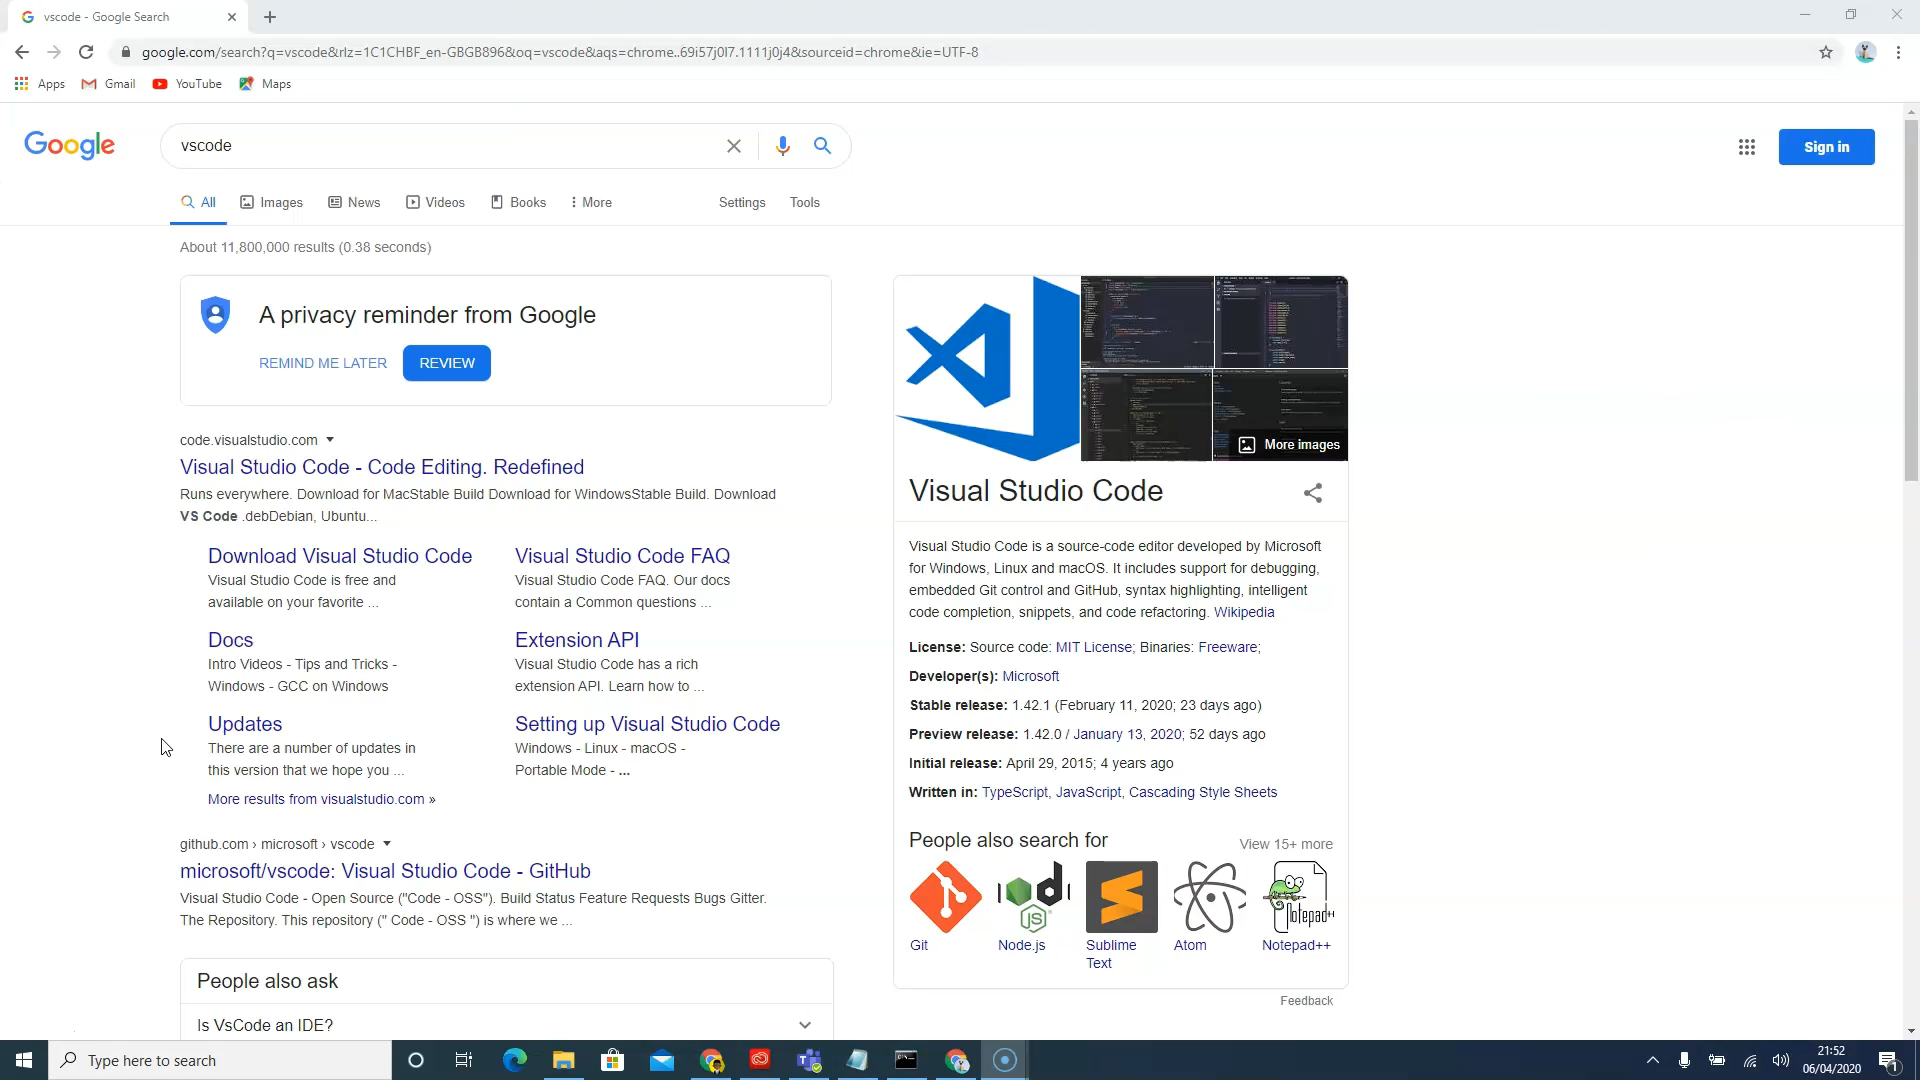 vscode - Google Search
google.com/search?q=vscode&rlz=1C1CHBF_en-GBGB896&oq=vscode&aqs=chrome..69i57j0l7.1111j0j4&sourceid=chrome&ie=UTF-8
Apps Gmail YouTube Maps
Google
vscode
Sign in
All Images News Videos Books More Settings Tools
About 11,800,000 results (0.38 seconds)
A privacy reminder from Google
REMIND ME LATER REVIEW
code.visualstudio.com
Visual Studio Code - Code Editing. Redefined
Runs everywhere. Download for MacStable Build Download for WindowsStable Build. Download
VS Code .debDebian, Ubuntu...
Download Visual Studio Code
Visual Studio Code is free and
available on your favorite ...
Visual Studio Code FAQ
Visual Studio Code FAQ. Our docs
contain a Common questions ...
Docs
Intro Videos - Tips and Tricks -
Windows - GCC on Windows
Extension API
Visual Studio Code has a rich
extension API. Learn how to ...
Updates
There are a number of updates in
this version that we hope you ...
Setting up Visual Studio Code
Windows - Linux - macOS -
Portable Mode - ...
More results from visualstudio.com »
github.com › microsoft › vscode
microsoft/vscode: Visual Studio Code - GitHub
Visual Studio Code - Open Source ("Code - OSS"). Build Status Feature Requests Bugs Gitter.
The Repository. This repository (" Code - OSS ") is where we ...
People also ask
Is VsCode an IDE?
More images
Visual Studio Code
Visual Studio Code is a source-code editor developed by Microsoft
for Windows, Linux and macOS. It includes support for debugging,
embedded Git control and GitHub, syntax highlighting, intelligent
code completion, snippets, and code refactoring. Wikipedia
License: Source code: MIT License; Binaries: Freeware;
Developer(s): Microsoft
Stable release: 1.42.1 (February 11, 2020; 23 days ago)
Preview release: 1.42.0 / January 13, 2020; 52 days ago
Initial release: April 29, 2015; 4 years ago
Written in: TypeScript, JavaScript, Cascading Style Sheets
People also search for View 15+ more
JS
Notepad++
Git Node.js Sublime Atom Notepad++
Text
Feedback
Type here to search
21:52
06/04/2020
1